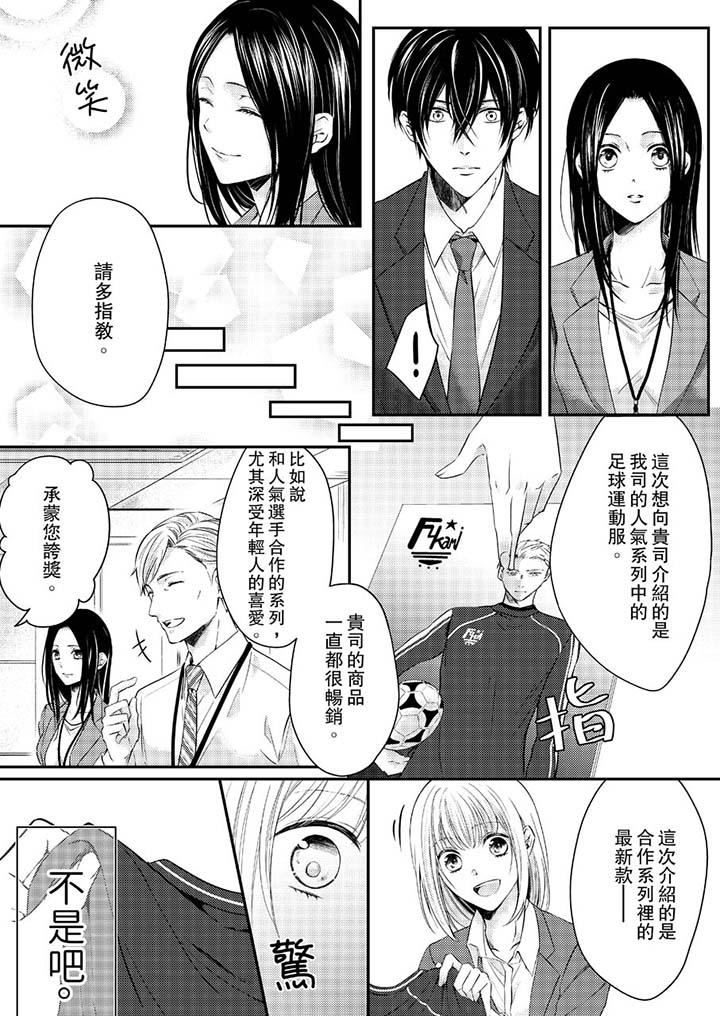 ！
微笑
請多指教。
這次想向貴司介紹的是
我司的人氣系列中的
足球運動服。
Fukami
Fukami
指
貴司的商品
一直都很暢銷。
比如說
和人氣選手合作的系列，
尤其深受年輕人的喜愛。
承蒙您誇獎。
這次介紹的是
合作系列裡的
最新款——
驚
不是吧。